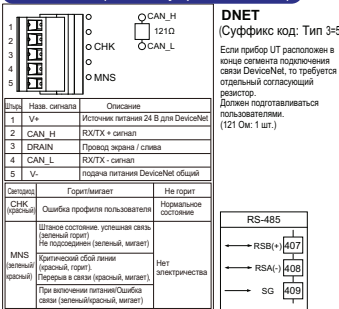 DNET
(Суффикс код: Тип 3=5
Если прибор UT расположен в
конце сегмента подключения
связи DeviceNet, то требуется
отдельный согласующий
резистор.
Должен подготавливаться
пользователями.
(121 Ом: 1 шт.)
1
2
3
4
5
CHK
MNS
CAN_H
121Ω
CAN_L
Штырь Назв. сигнала Описание
1 V+ Источник питания 24 В для DeviceNet
2 CAN_H RX/TX + сигнал
3 DRAIN Провод экрана / слива
4 CAN_L RX/TX - сигнал
5 V- подача питания DeviceNet общий
Светодиод Горит/мигает Не горит
CHK (красный) Ошибка профиля пользователя Нормальное состояние
MNS (зеленый/ красный)
Штаное состояние. успешная связь
(зеленый горит)
Не подсоединен (зеленый, мигает)
Критический сбой линии
(красный, горит).
Перерыв в связи (красный, мигает),
При включении питания/Ошибка
связи (зеленый/красный, мигает)
Нет
электричества
RS-485
RSB(+) 407
RSA(-) 408
SG 409